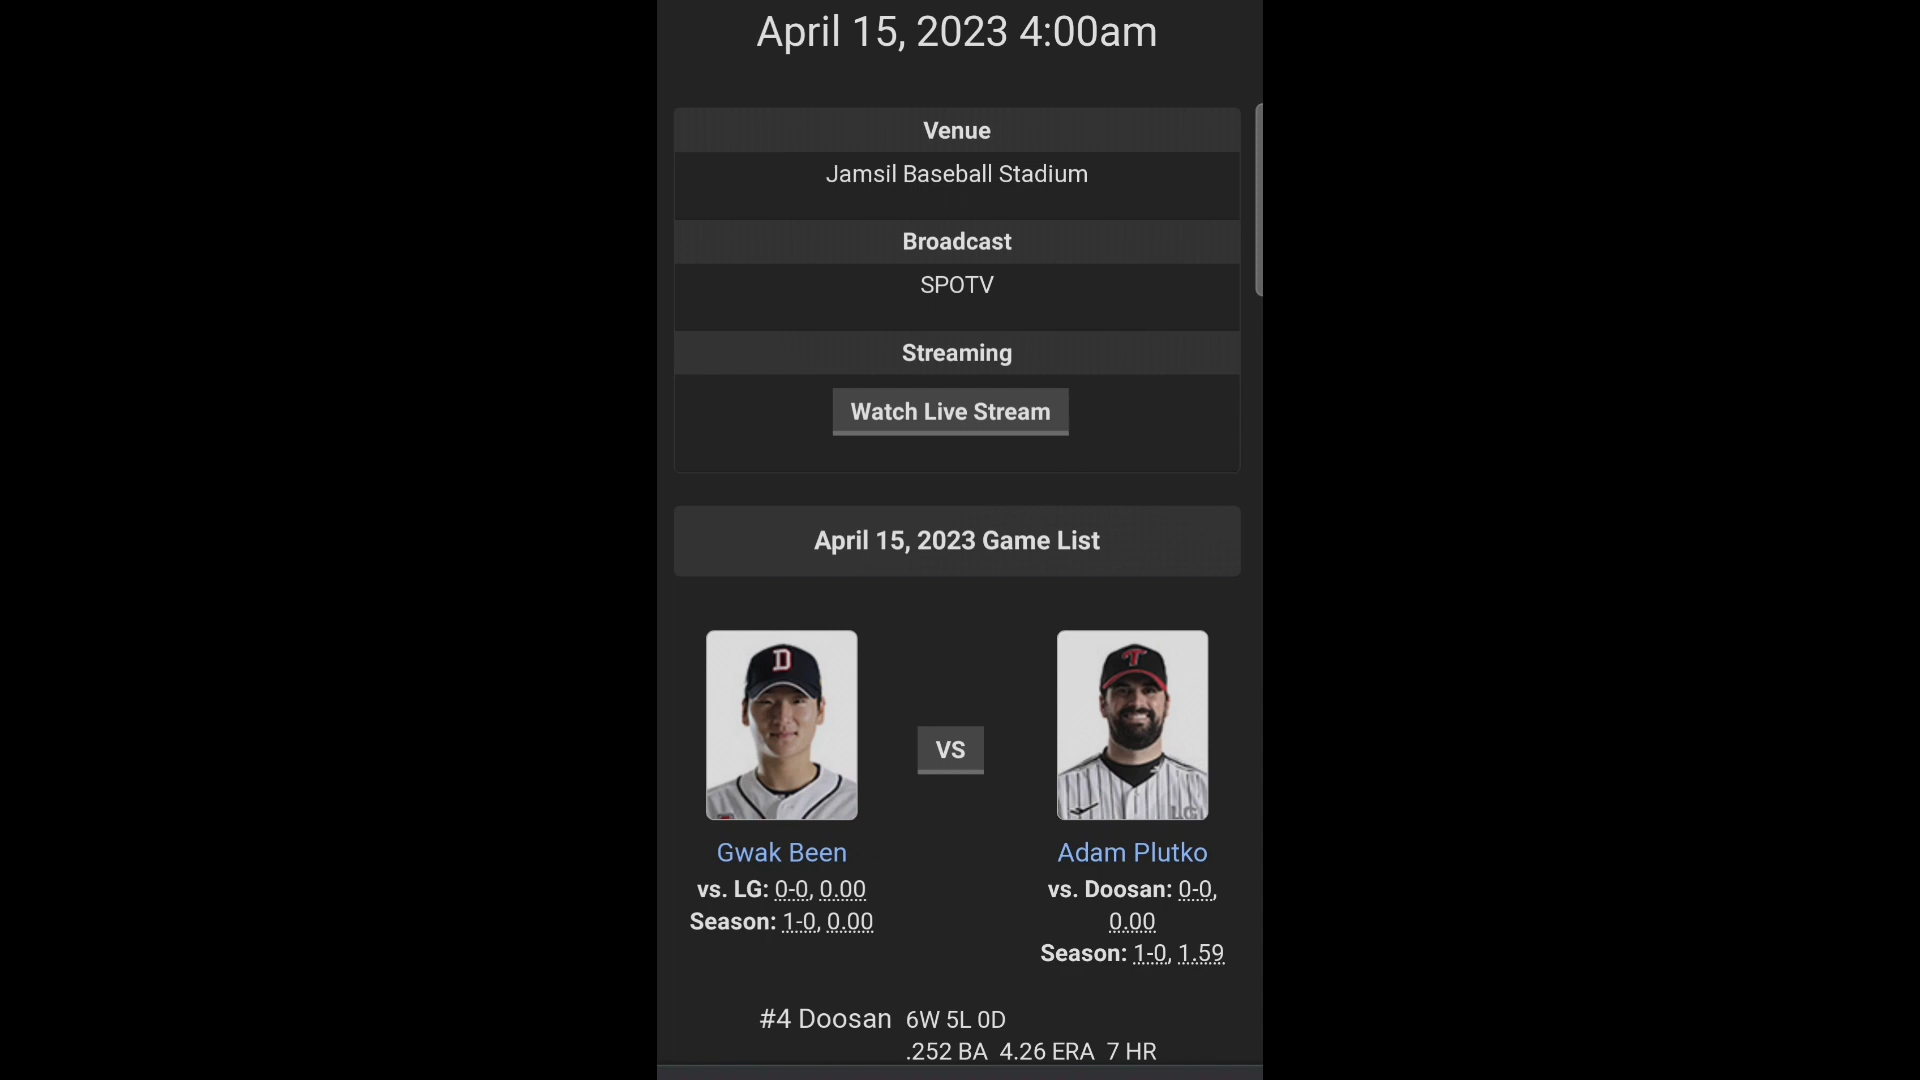 April 15, 2023 4:00am
Venue
Jamsil Baseball Stadium
Broadcast
SPOTV
Streaming
Watch Live Stream
April 15, 2023 Game List
D
T
LG
VS
Gwak Been
Adam Plutko
vs. LG: 0-0, 0.00
Season: 1-0, 0.00
vs. Doosan: 0-0,
0.00
Season: 1-0, 1.59
#4 Doosan 6W 5L 0D
.252 BA 4.26 ERA 7 HR